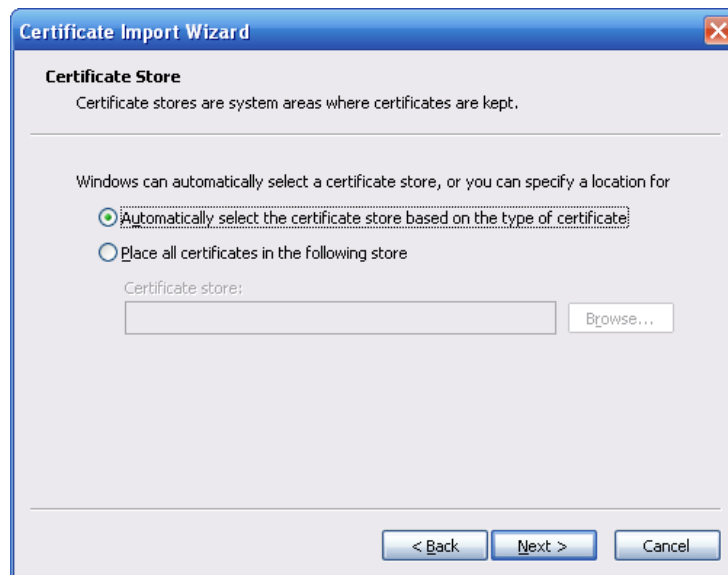 Certificate Import Wizard
Certificate Store
Certificate stores are system areas where certificates are kept.
Windows can automatically select a certificate store, or you can specify a location for
Automatically select the certificate store based on the type of certificate
Place all certificates in the following store
Certificate store:
Browse...
< Back Next > Cancel